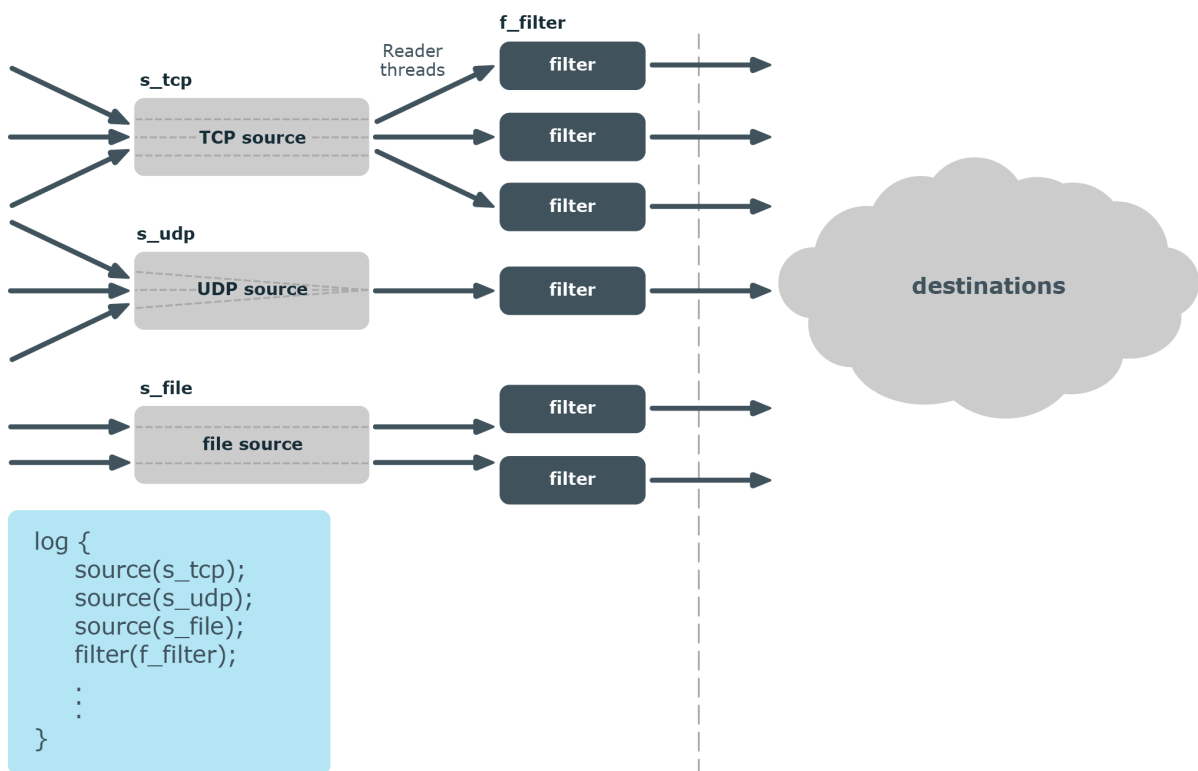 f_filter
Reader
threads
filter
s_tcp
TCP source
filter
filter
s_udp
UDP source
filter
destinations
s_file
file source
filter
filter
log {
source(s_tcp);
source(s_udp);
source(s_file);
filter(f_filter);
.
.
.
}